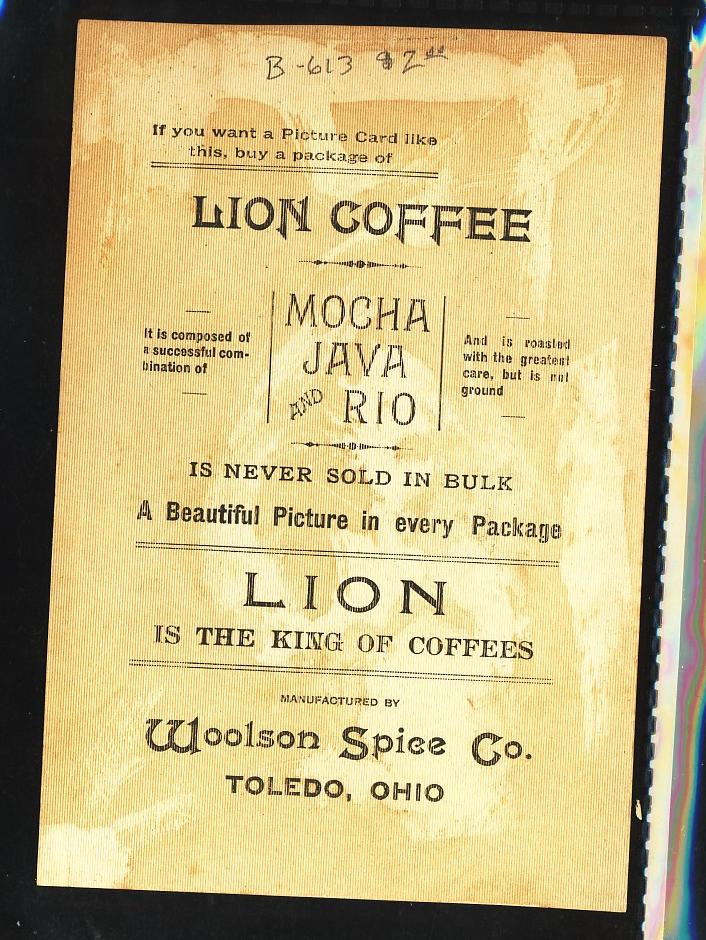 B-613 $2.00
If you want a Picture Card like
this, buy a package of
LION COFFEE
It is composed of
a successful com-
bination of
MOCHA
JAVA
AND RIO
And is roasted
with the greatest
care, but is not
ground
IS NEVER SOLD IN BULK
A Beautiful Picture in every Package
LION
IS THE KING OF COFFEES
MANUFACTURED BY
Woolson Spice Co.
TOLEDO, OHIO